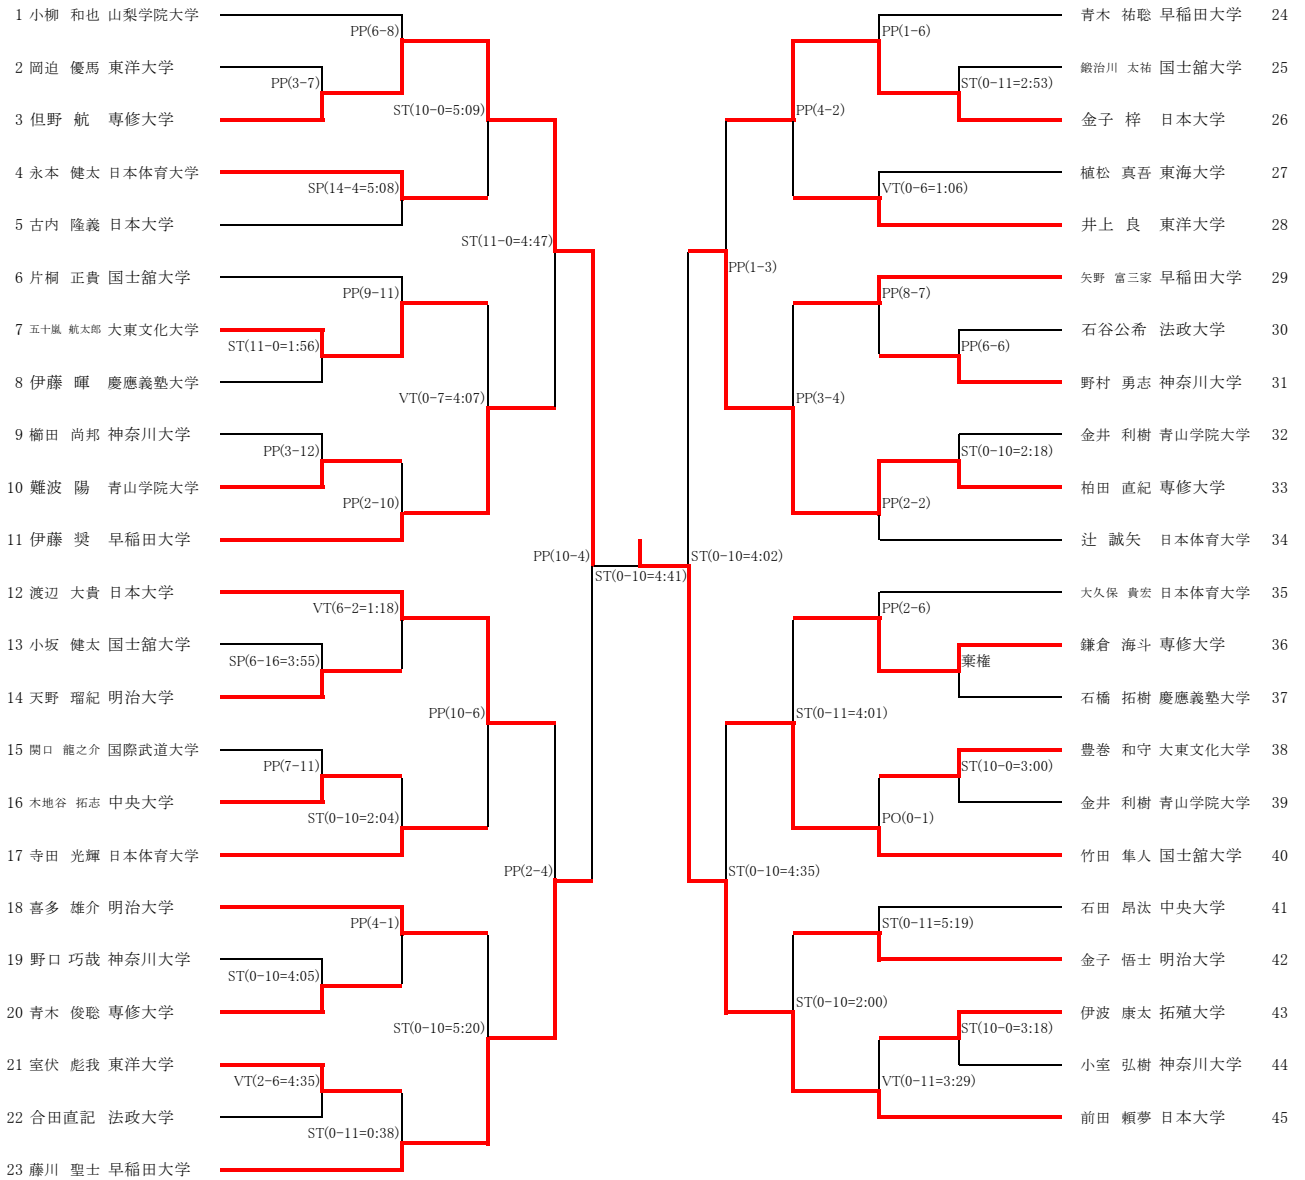 1 小柳 和也 山梨学院大学
PP(6-8)
2 岡迫 優馬 東洋大学
PP(3-7)
3 但野 航 専修大学
ST(10-0=5:09)
4 永本 健太 日本体育大学
SP(14-4=5:08)
5 古内 隆義 日本大学
ST(11-0=4:47)
6 片桐 正貴 国士舘大学
PP(9-11)
7 五十嵐 航太郎 大東文化大学
ST(11-0=1:56)
8 伊藤 暉 慶應義塾大学
VT(0-7=4:07)
9 櫛田 尚邦 神奈川大学
PP(3-12)
10 難波 陽 青山学院大学
PP(2-10)
11 伊藤 奨 早稲田大学
PP(10-4)
ST(0-10=4:41)
12 渡辺 大貴 日本大学
VT(6-2=1:18)
13 小坂 健太 国士舘大学
SP(6-16=3:55)
14 天野 瑠紀 明治大学
PP(10-6)
15 関口 龍之介 国際武道大学
PP(7-11)
16 木地谷 拓志 中央大学
ST(0-10=2:04)
17 寺田 光輝 日本体育大学
PP(2-4)
18 喜多 雄介 明治大学
PP(4-1)
19 野口 巧哉 神奈川大学
ST(0-10=4:05)
20 青木 俊聡 専修大学
ST(0-10=5:20)
21 室伏 彪我 東洋大学
VT(2-6=4:35)
22 合田直記 法政大学
ST(0-11=0:38)
23 藤川 聖士 早稲田大学
青木 祐聡 早稲田大学 24
PP(1-6)
鍛治川 太祐 国士舘大学 25
ST(0-11=2:53)
PP(4-2)
金子 梓 日本大学 26
植松 真吾 東海大学 27
VT(0-6=1:06)
井上 良 東洋大学 28
PP(1-3)
矢野 富三家 早稲田大学 29
PP(8-7)
石谷公希 法政大学 30
PP(6-6)
野村 勇志 神奈川大学 31
PP(3-4)
金井 利樹 青山学院大学 32
ST(0-10=2:18)
柏田 直紀 専修大学 33
PP(2-2)
辻 誠矢 日本体育大学 34
ST(0-10=4:02)
大久保 貴宏 日本体育大学 35
PP(2-6)
鎌倉 海斗 専修大学 36
棄権
石橋 拓樹 慶應義塾大学 37
ST(0-11=4:01)
豊巻 和守 大東文化大学 38
ST(10-0=3:00)
金井 利樹 青山学院大学 39
PO(0-1)
竹田 隼人 国士舘大学 40
ST(0-10=4:35)
石田 昂汰 中央大学 41
ST(0-11=5:19)
金子 悟士 明治大学 42
ST(0-10=2:00)
伊波 康太 拓殖大学 43
ST(10-0=3:18)
小室 弘樹 神奈川大学 44
VT(0-11=3:29)
前田 頼夢 日本大学 45